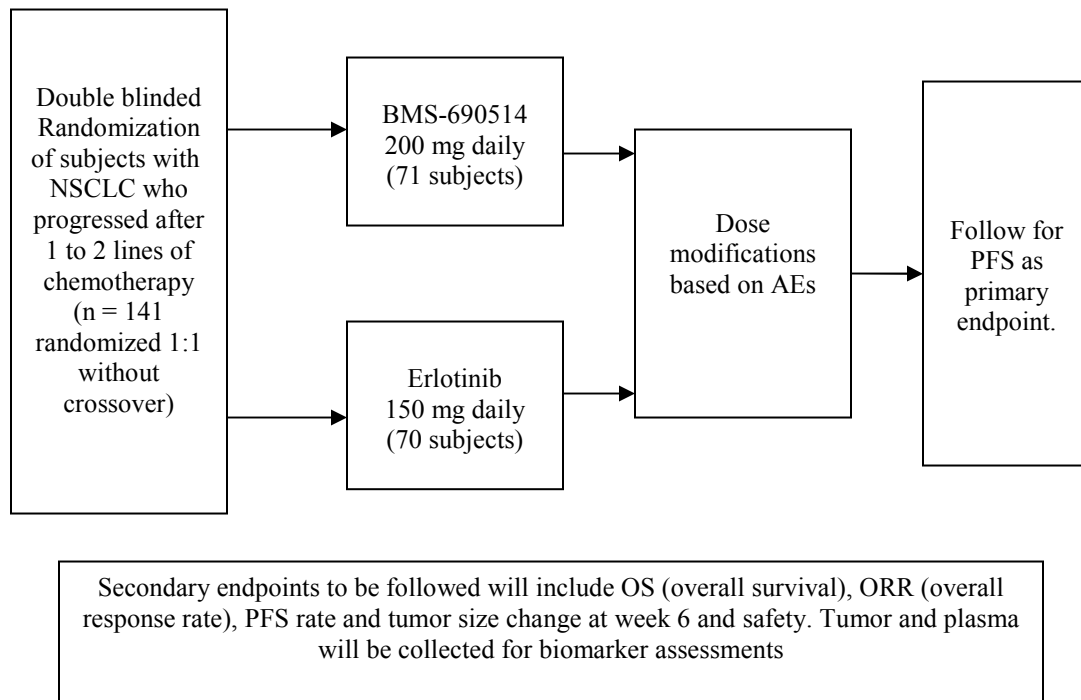 Double blinded
Randomization
of subjects with
NSCLC who
progressed after
1 to 2 lines of
chemotherapy
(n = 141
randomized 1:1
without
crossover)
BMS-690514
200 mg daily
(71 subjects)
Erlotinib
150 mg daily
(70 subjects)
Dose
modifications
based on AEs
Follow for
PFS as
primary
endpoint.
Secondary endpoints to be followed will include OS (overall survival), ORR (overall
response rate), PFS rate and tumor size change at week 6 and safety. Tumor and plasma
will be collected for biomarker assessments